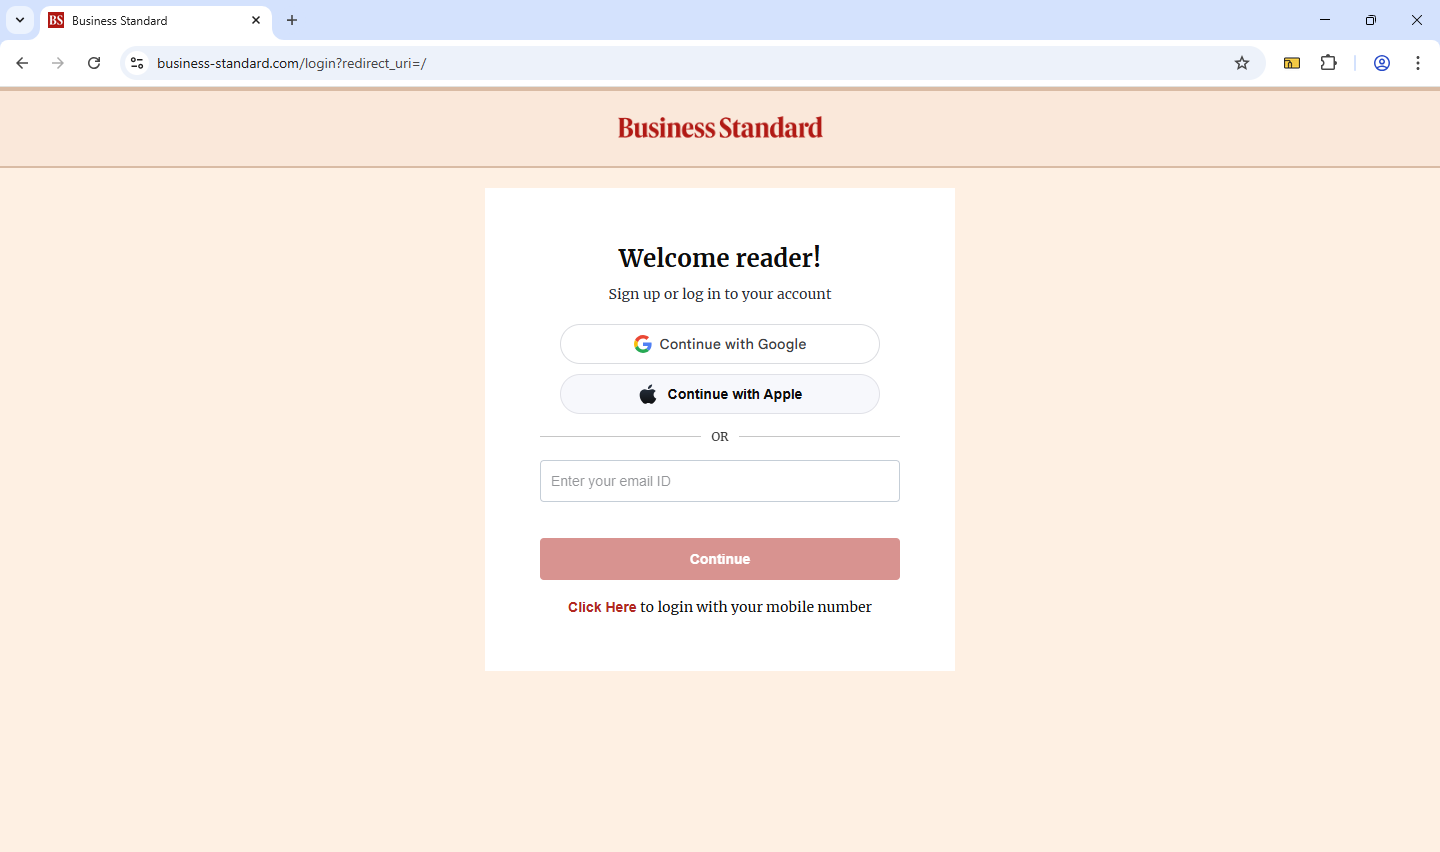 BS Business Standard
business-standard.com/login?redirect_uri=/
Business Standard
Welcome reader!
Sign up or log in to your account
Continue with Google
Continue with Apple
OR
Enter your email ID
Continue
Click Here to login with your mobile number